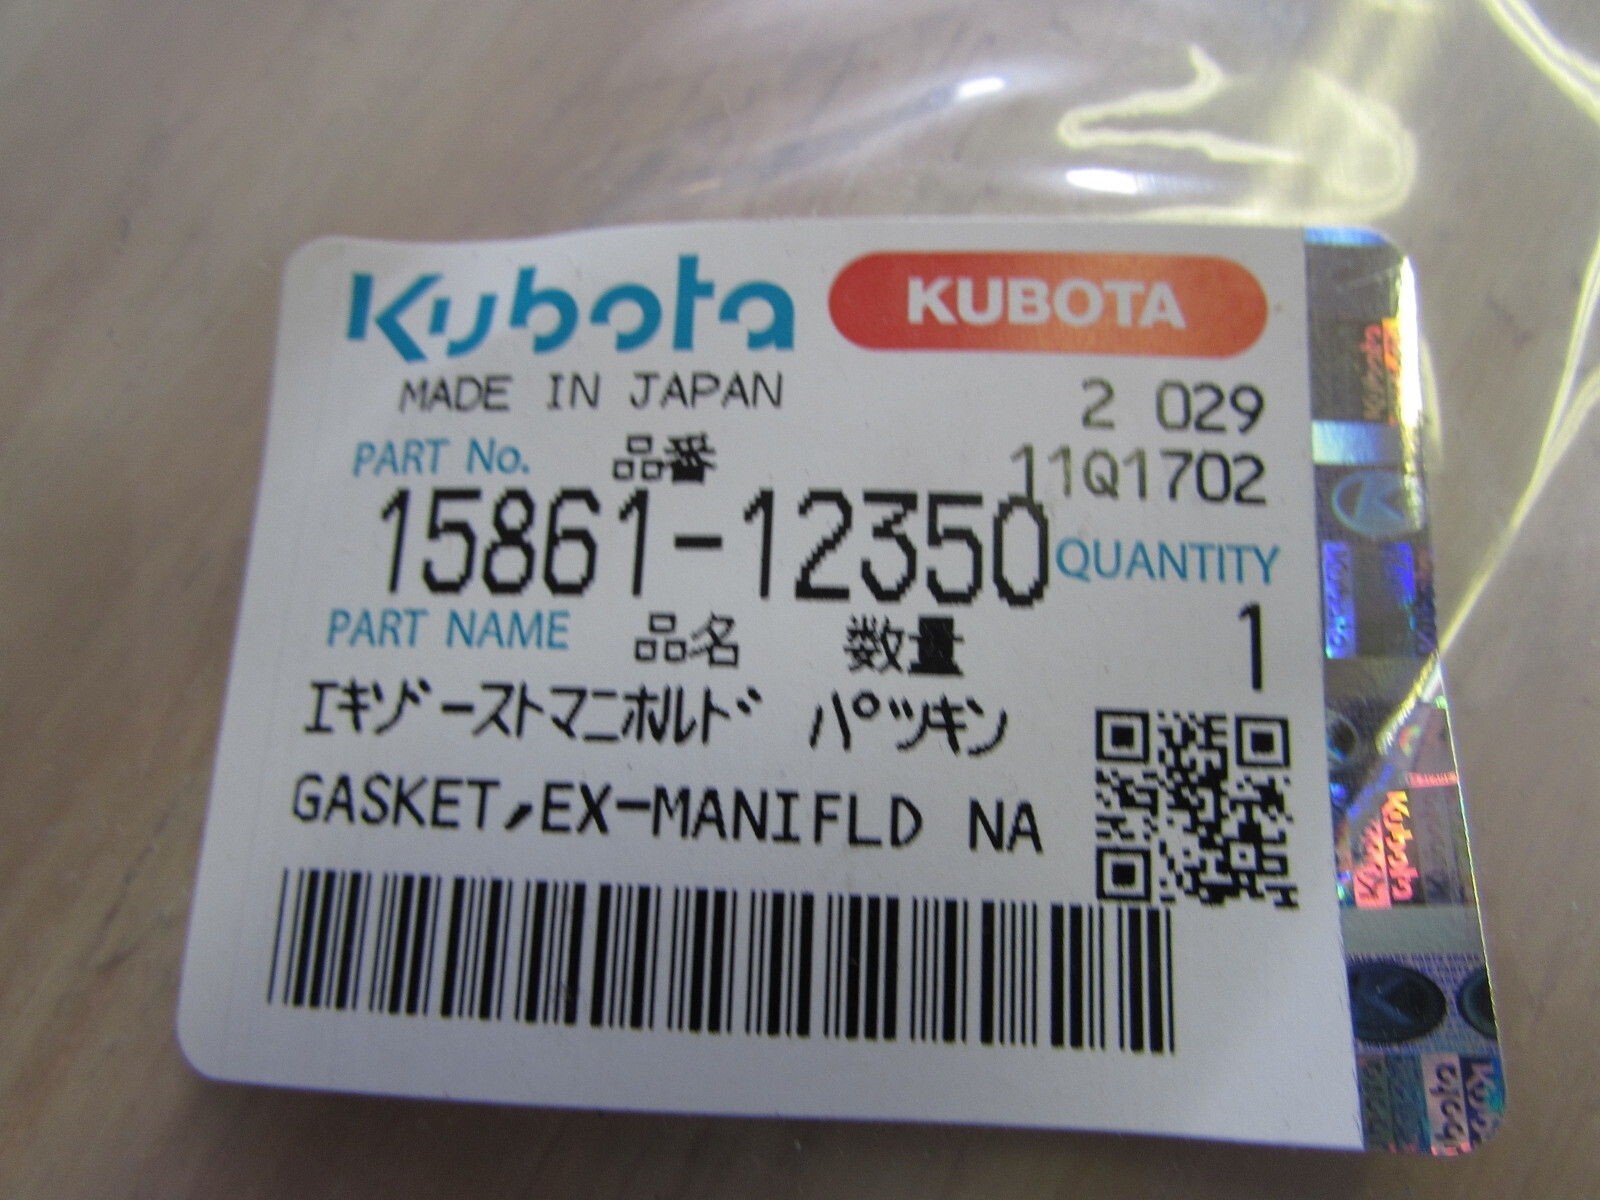 Kubota KUBOTA
MADE IN JAPAN 2 029
PART No. 品番 11Q1702
15861-12350 QUANTITY
PART NAME 品名 数量 1
エキゾーストマニホルド パツキン
GASKET,EX-MANIFLD NA